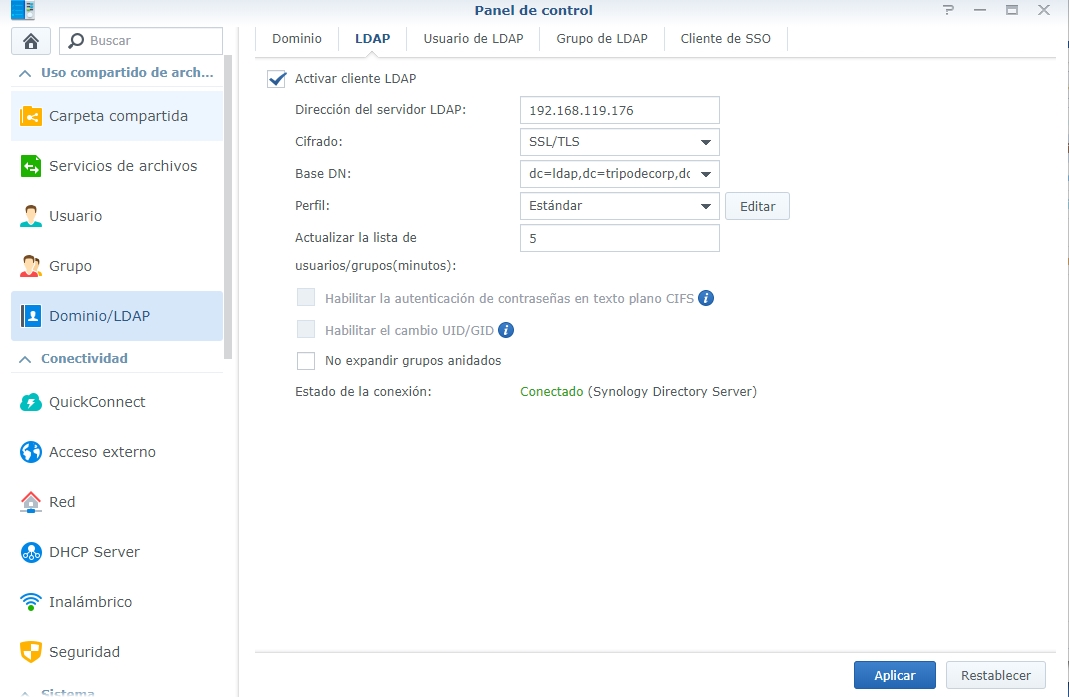 Panel de control
Buscar
Uso compartido de arch...
Carpeta compartida
Servicios de archivos
Usuario
Grupo
Dominio/LDAP
Conectividad
QuickConnect
Acceso externo
Red
DHCP Server
Inalámbrico
Seguridad
Sistema
Dominio
LDAP
Usuario de LDAP
Grupo de LDAP
Cliente de SSO
Activar cliente LDAP
Dirección del servidor LDAP: 192.168.119.176
Cifrado: SSL/TLS
Base DN: dc=ldap,dc=tripodecorp,dc
Perfil: Estándar Editar
Actualizar la lista de 5
usuarios/grupos(minutos):
Habilitar la autenticación de contraseñas en texto plano CIFS
Habilitar el cambio UID/GID
No expandir grupos anidados
Estado de la conexión: Conectado (Synology Directory Server)
Aplicar
Restablecer